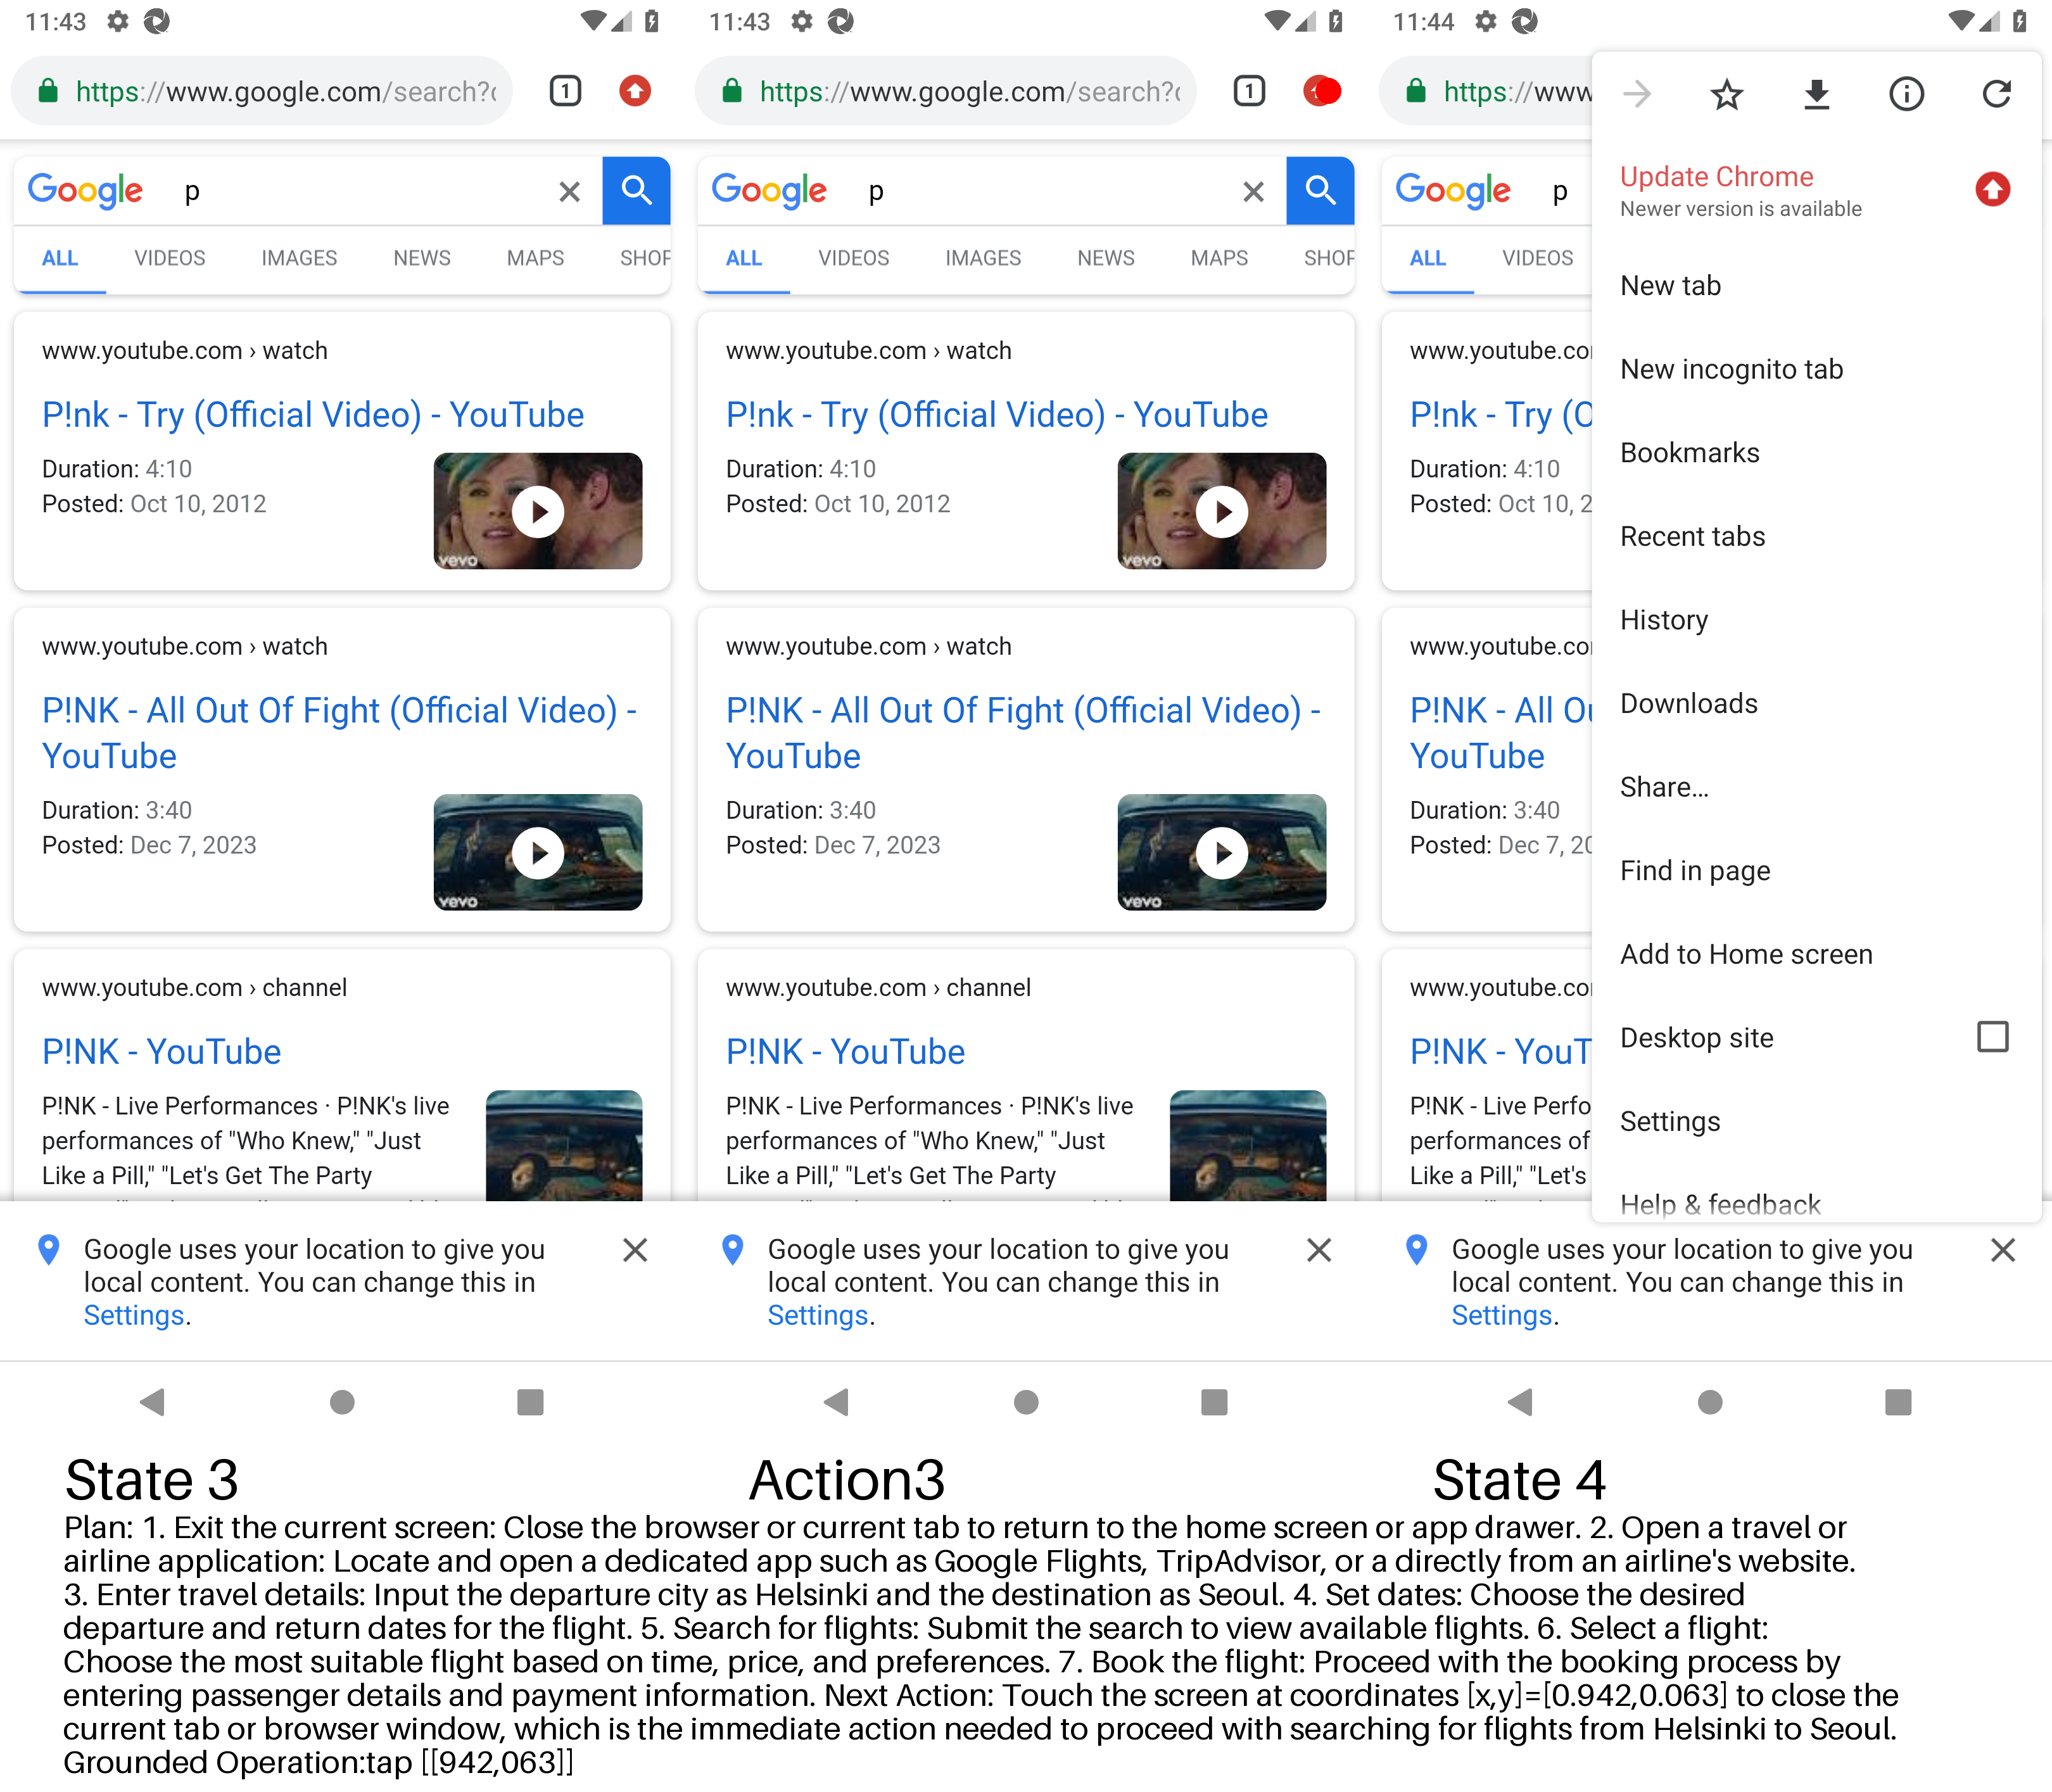 11:43
https://www.google.com/search?
1
Google p
ALL VIDEOS IMAGES NEWS MAPS SHOP
www.youtube.com › watch
P!nk - Try (Official Video) - YouTube
Duration: 4:10
Posted: Oct 10, 2012
vevo
www.youtube.com › watch
P!NK - All Out Of Fight (Official Video) -
YouTube
Duration: 3:40
Posted: Dec 7, 2023
vevo
www.youtube.com › channel
P!NK - YouTube
P!NK - Live Performances · P!NK's live
performances of "Who Knew," "Just
Like a Pill," "Let's Get The Party
Google uses your location to give you
local content. You can change this in
Settings.
11:43
https://www.google.com/search?
1
Google p
ALL VIDEOS IMAGES NEWS MAPS SHOP
www.youtube.com › watch
P!nk - Try (Official Video) - YouTube
Duration: 4:10
Posted: Oct 10, 2012
vevo
www.youtube.com › watch
P!NK - All Out Of Fight (Official Video) -
YouTube
Duration: 3:40
Posted: Dec 7, 2023
vevo
www.youtube.com › channel
P!NK - YouTube
P!NK - Live Performances · P!NK's live
performances of "Who Knew," "Just
Like a Pill," "Let's Get The Party
Google uses your location to give you
local content. You can change this in
Settings.
11:44
https://www
Google p
ALL VIDEOS
www.youtube.co
P!nk - Try (O
Duration: 4:10
Posted: Oct 10, 2
www.youtube.co
P!NK - All Ou
YouTube
Duration: 3:40
Posted: Dec 7, 20
www.youtube.co
P!NK - YouT
P!NK - Live Perfo
performances of
Like a Pill," "Let's
Update Chrome
Newer version is available
New tab
New incognito tab
Bookmarks
Recent tabs
History
Downloads
Share…
Find in page
Add to Home screen
Desktop site
Settings
Help & feedback
Google uses your location to give you
local content. You can change this in
Settings.
State 3 Action3 State 4
Plan: 1. Exit the current screen: Close the browser or current tab to return to the home screen or app drawer. 2. Open a travel or
airline application: Locate and open a dedicated app such as Google Flights, TripAdvisor, or a directly from an airline's website.
3. Enter travel details: Input the departure city as Helsinki and the destination as Seoul. 4. Set dates: Choose the desired
departure and return dates for the flight. 5. Search for flights: Submit the search to view available flights. 6. Select a flight:
Choose the most suitable flight based on time, price, and preferences. 7. Book the flight: Proceed with the booking process by
entering passenger details and payment information. Next Action: Touch the screen at coordinates [x,y]=[0.942,0.063] to close the
current tab or browser window, which is the immediate action needed to proceed with searching for flights from Helsinki to Seoul.
Grounded Operation:tap [[942,063]]